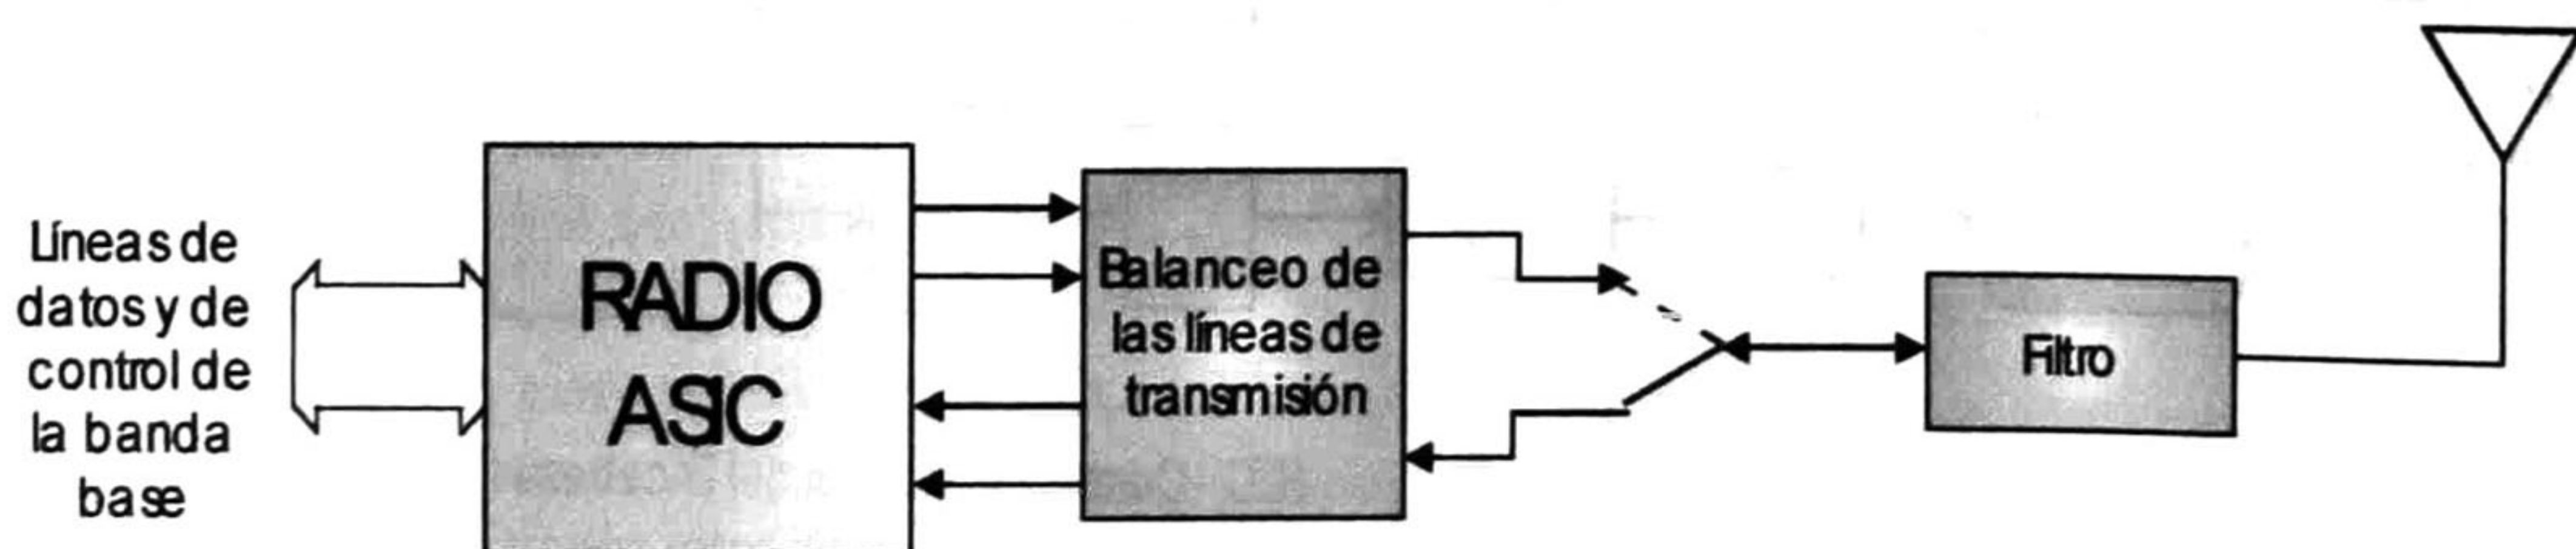 Líneas de
datos y de
control de
la banda
base
RADIO
ASIC
Balanceo de
las líneas de
transmisión
Filtro